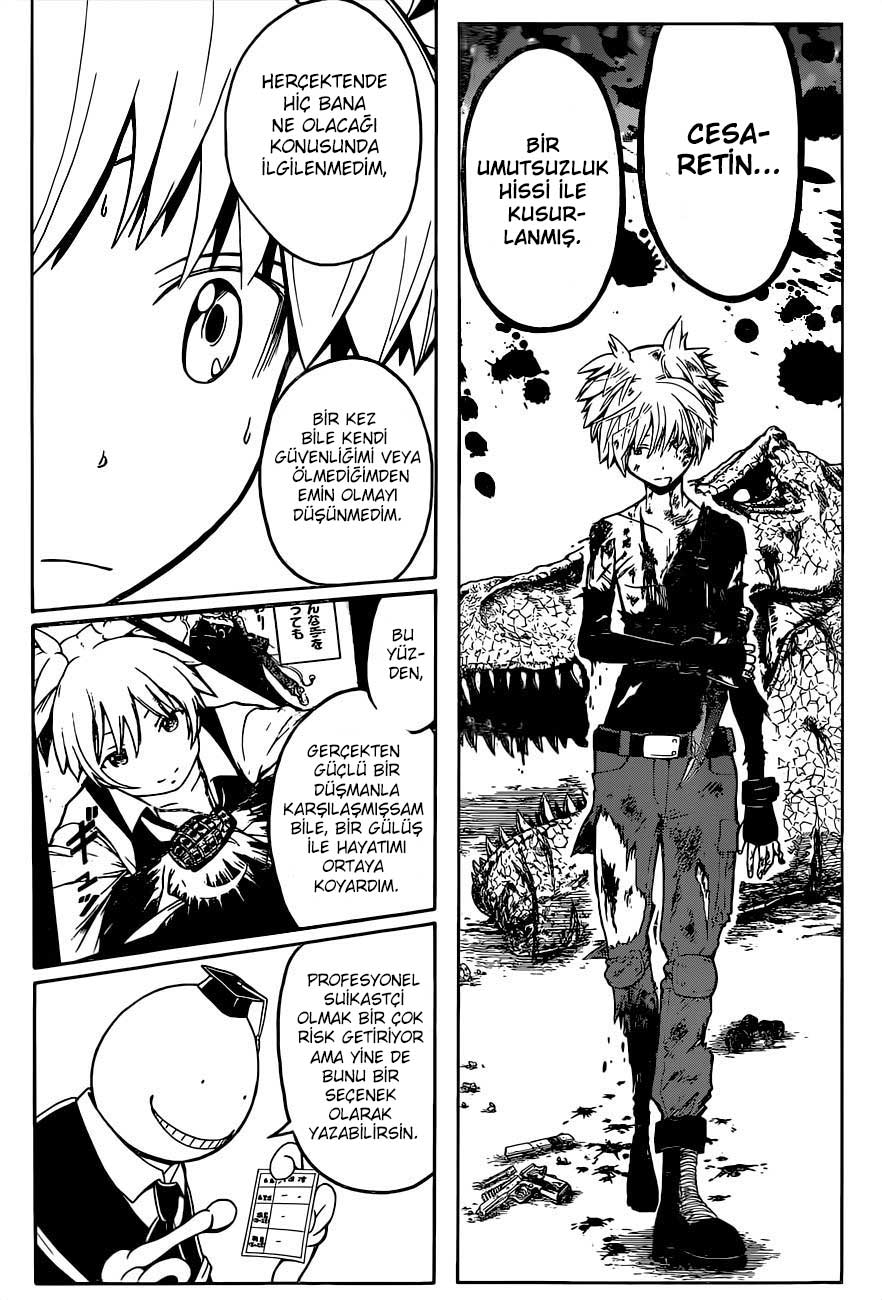 CESA-
RETİN...
BİR
UMUTSUZLUK
HİSSİ İLE
KUSUR-
LANMIŞ.
HERÇEKTENDE
HİÇ BANA
NE OLACAĞI
KONUSUNDA
İLGİLENMEDİM,
BİR KEZ
BİLE KENDİ
GÜVENLİĞİMİ VEYA
ÖLMEDİĞİMDEN
EMİN OLMAYI
DÜŞÜNMEDİM.
BU
YÜZ-
DEN,
GERÇEKTEN
GÜÇLÜ BİR
DÜŞMANLA
KARŞILAŞMIŞSAM
BİLE, BİR GÜLÜŞ
İLE HAYATIMI
ORTAYA
KOYARDIM.
PROFESYONEL
SUİKASTÇİ
OLMAK BİR ÇOK
RİSK GETİRİYOR
AMA YİNE DE
BUNU BİR
SEÇENEK
OLARAK
YAZABİLİRSİN.